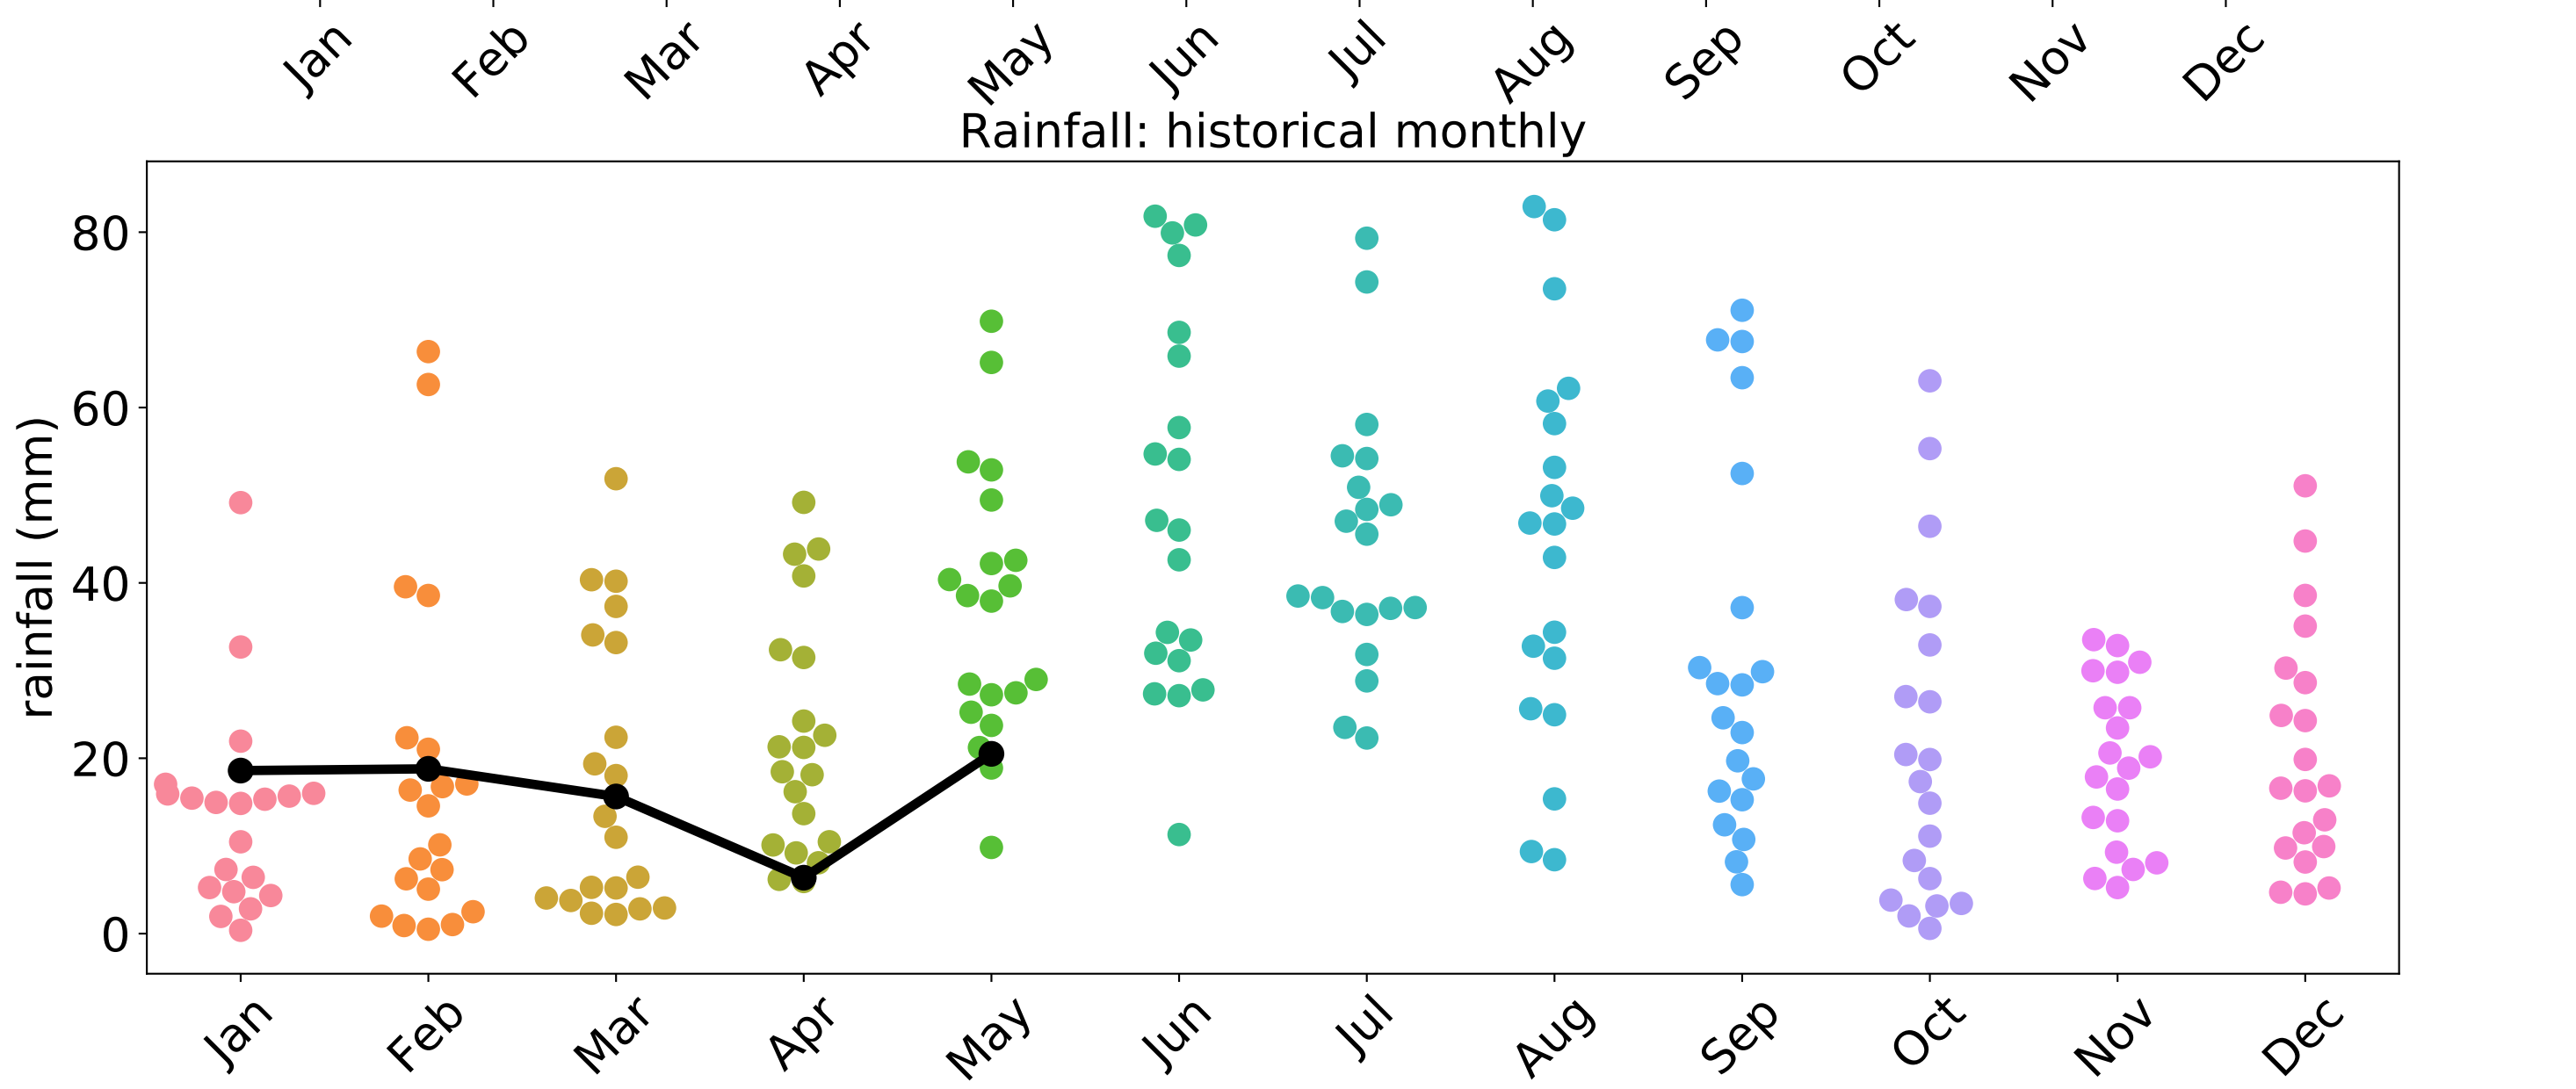 Jan Feb Mar Apr May Jun Jul Aug Sep Oct Nov Dec
Rainfall: historical monthly
80
60
40
20
0
rainfall (mm)
Jan Feb Mar Apr May Jun Jul Aug Sep Oct Nov Dec